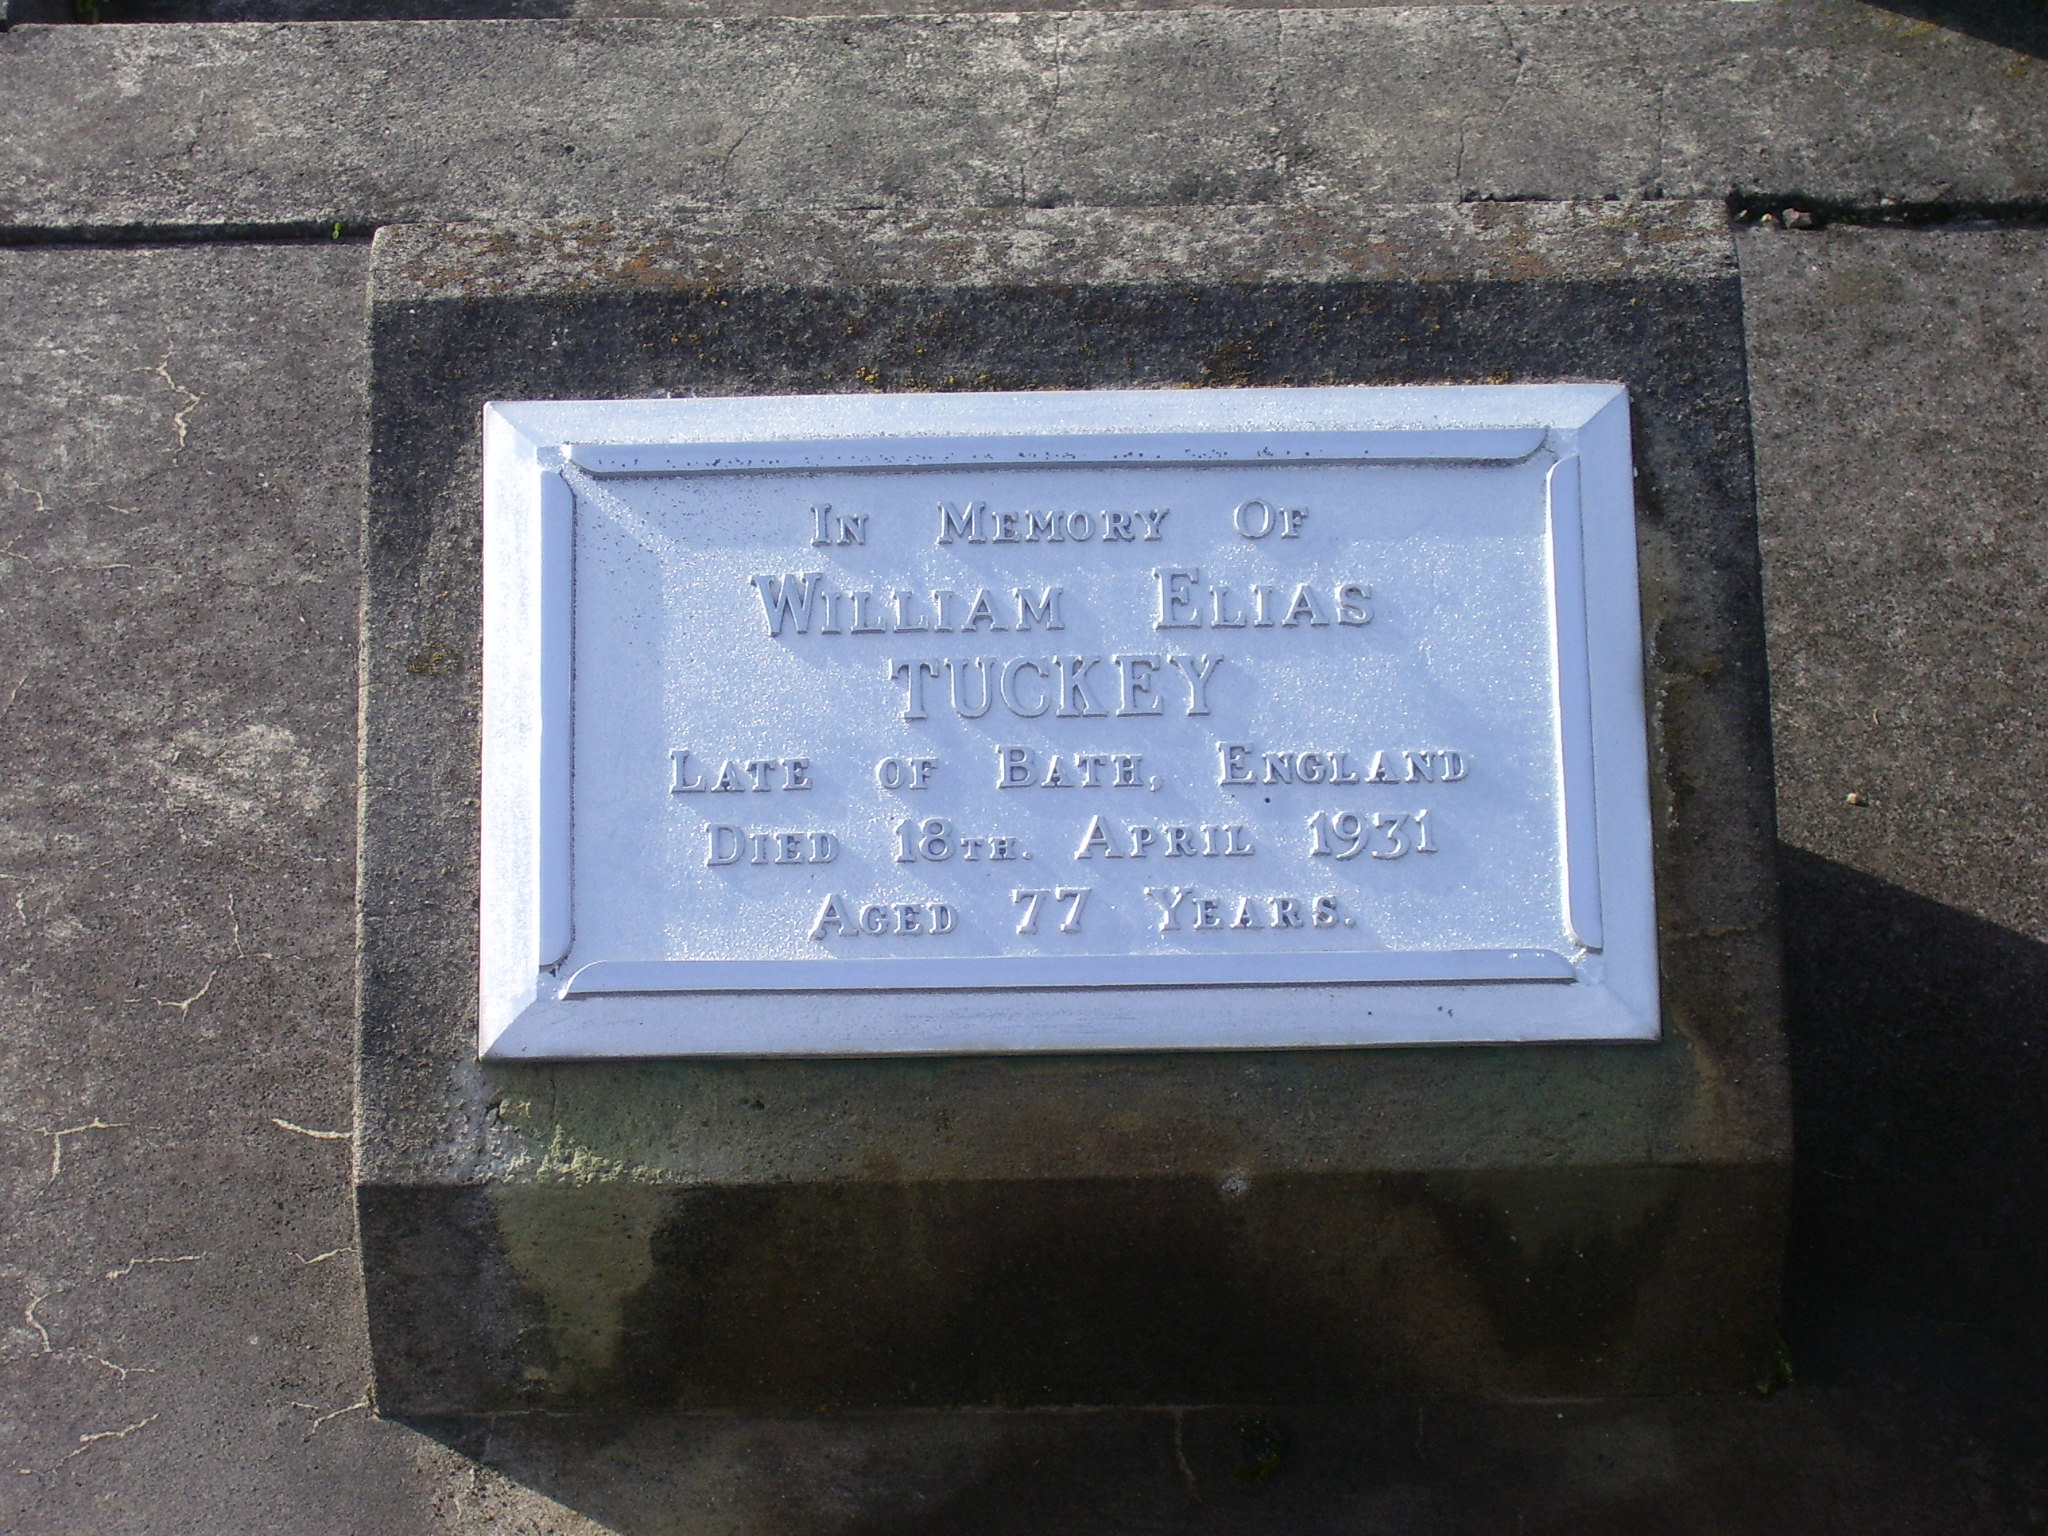 In Memory Of
William Elias
TUCKEY
Late of Bath, England
Died 18th. April 1931
Aged 77 Years.